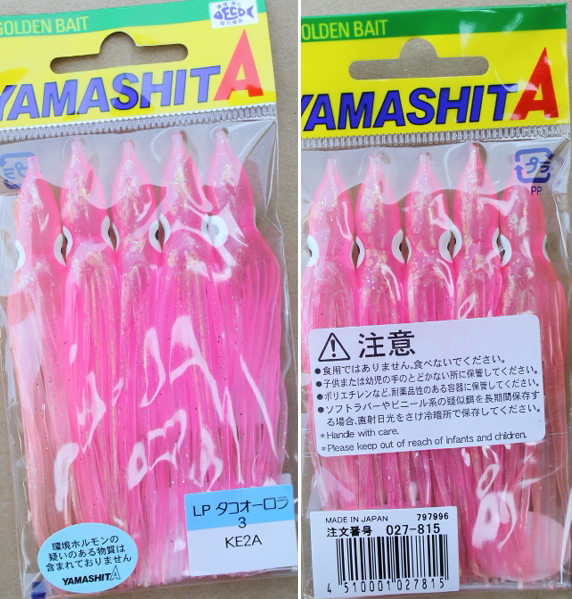 GOLDEN BAIT
ECO
YAMASHITA
プラ
LP タコオーロラ
3
KE2A
環境ホルモンの
疑いのある物質は
含まれておりません
YAMASHITA
GOLDEN BAIT
YAMASHITA
プラ
PP
注意
●食用ではありません。食べないでください。
●子供または幼児の手のとどかない所に保管してください。
●ポリエチレンなど、耐薬品性のある容器に保管してください。
●ソフトラバーやビニール系の疑似餌を長期間保存す
る場合、直射日光をさけ冷暗所で保存してください。
*Handle with care.
*Please keep out of reach of infants and children.
MADE IN JAPAN 797996
注文番号 027-815
4 510001 027815